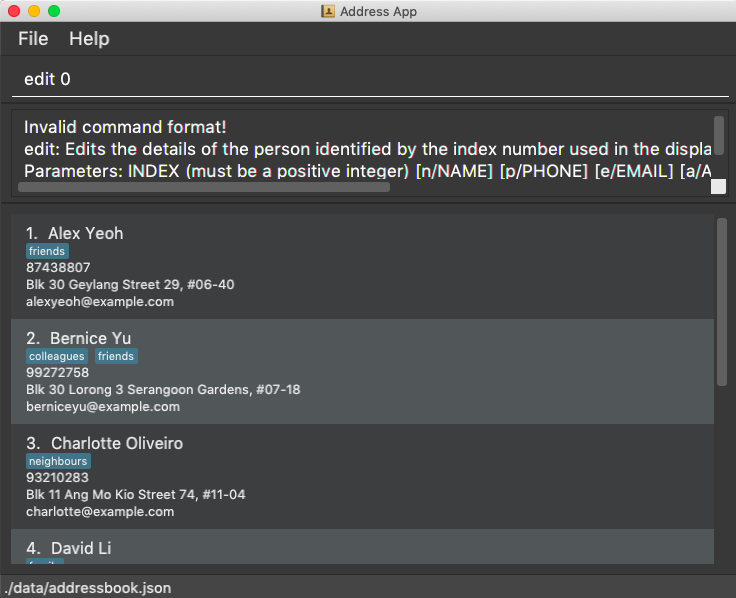 Address App
File Help
edit 0
Invalid command format!
edit: Edits the details of the person identified by the index number used in the displa
Parameters: INDEX (must be a positive integer) [n/NAME] [p/PHONE] [e/EMAIL] [a/A
1. Alex Yeoh
friends
87438807
Blk 30 Geylang Street 29, #06-40
alexyeoh@example.com
2. Bernice Yu
colleagues friends
99272758
Blk 30 Lorong 3 Serangoon Gardens, #07-18
berniceyu@example.com
3. Charlotte Oliveiro
neighbours
93210283
Blk 11 Ang Mo Kio Street 74, #11-04
charlotte@example.com
4. David Li
./data/addressbook.json